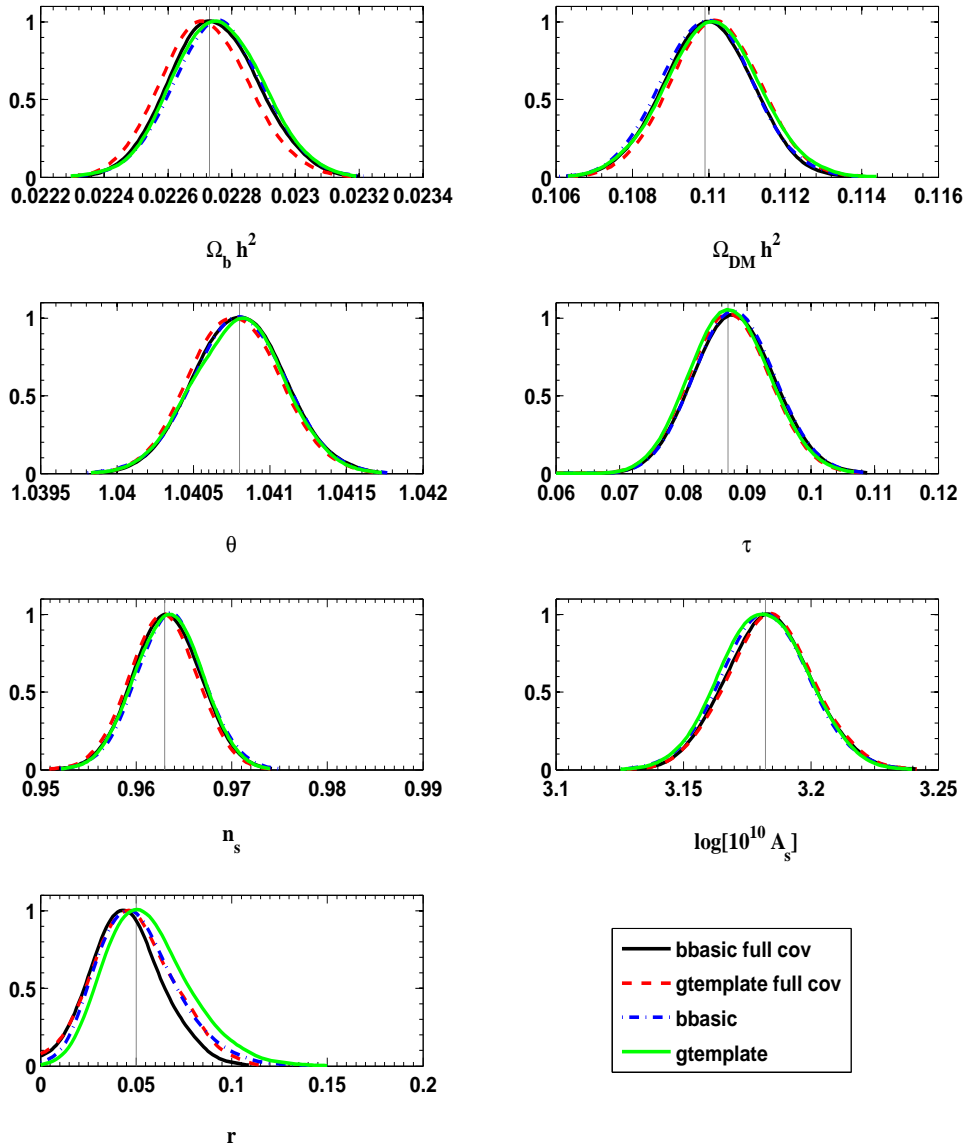 1
0.5
0
0.0222 0.0224 0.0226 0.0228 0.023 0.0232 0.0234
Ω_b h^2
1
0.5
0
0.106 0.108 0.11 0.112 0.114 0.116
Ω_DM h^2
1
0.5
0
1.0395 1.04 1.0405 1.041 1.0415 1.042
θ
1
0.5
0
0.06 0.07 0.08 0.09 0.1 0.11 0.12
τ
1
0.5
0
0.95 0.96 0.97 0.98 0.99
n_s
1
0.5
0
3.1 3.15 3.2 3.25
log[10^10 A_s]
1
0.5
0
0 0.05 0.1 0.15 0.2
r
bbasic full cov
gtemplate full cov
bbasic
gtemplate